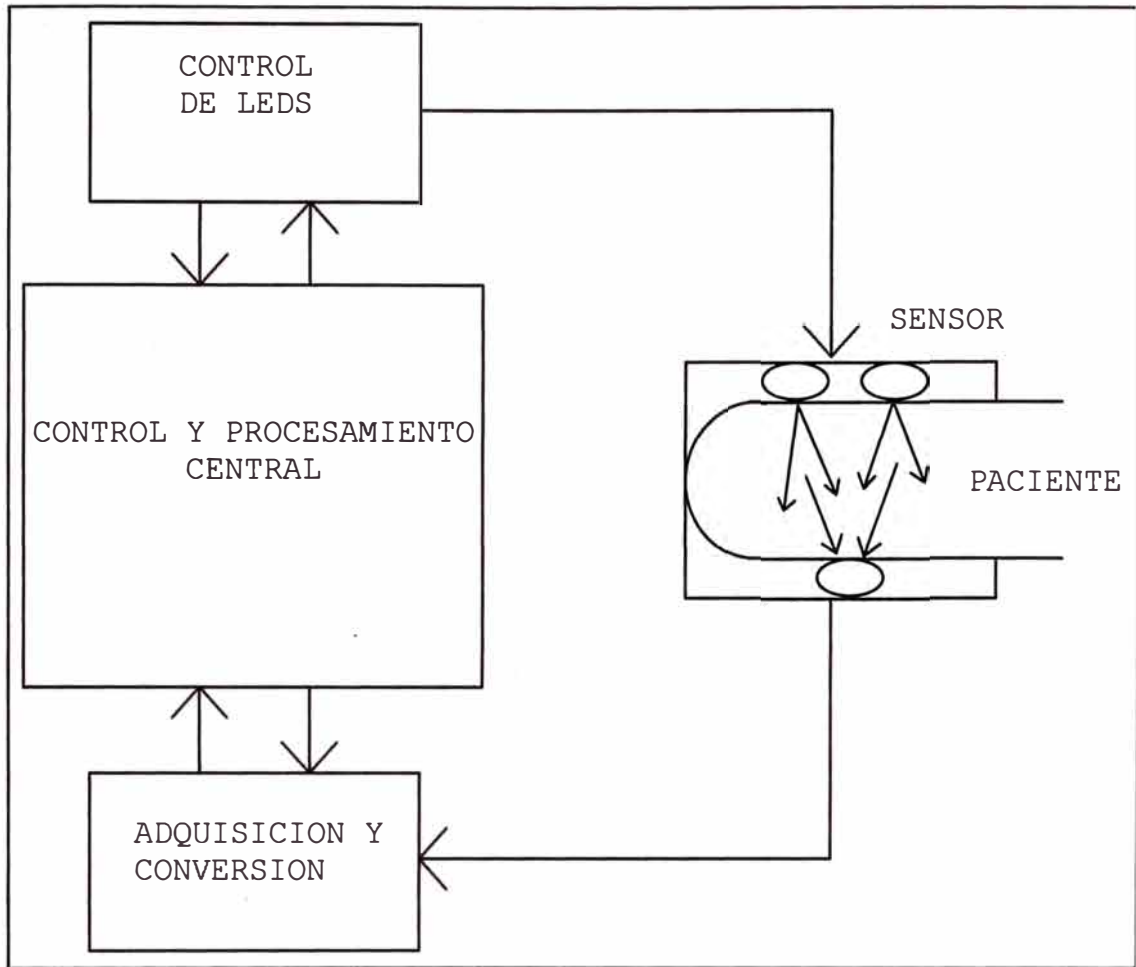 CONTROL
DE LEDS
SENSOR
CONTROL Y PROCESAMIENTO
CENTRAL
PACIENTE
ADQUISICION Y
CONVERSION